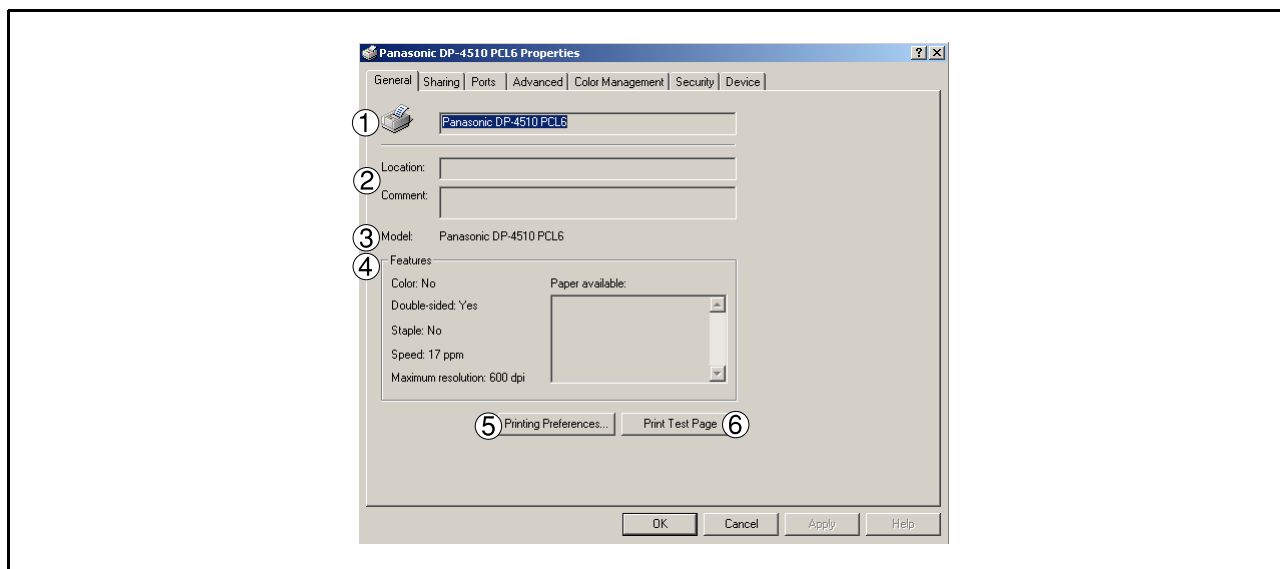 Panasonic DP-4510 PCL6 Properties
General Sharing Ports Advanced Color Management Security Device
① Panasonic DP-4510 PCL6
Location:
②
Comment:
③ Model: Panasonic DP-4510 PCL6
④ Features
Color: No Paper available:
Double-sided: Yes
Staple: No
Speed: 17 ppm
Maximum resolution: 600 dpi
⑤ Printing Preferences... Print Test Page ⑥
OK Cancel Apply Help